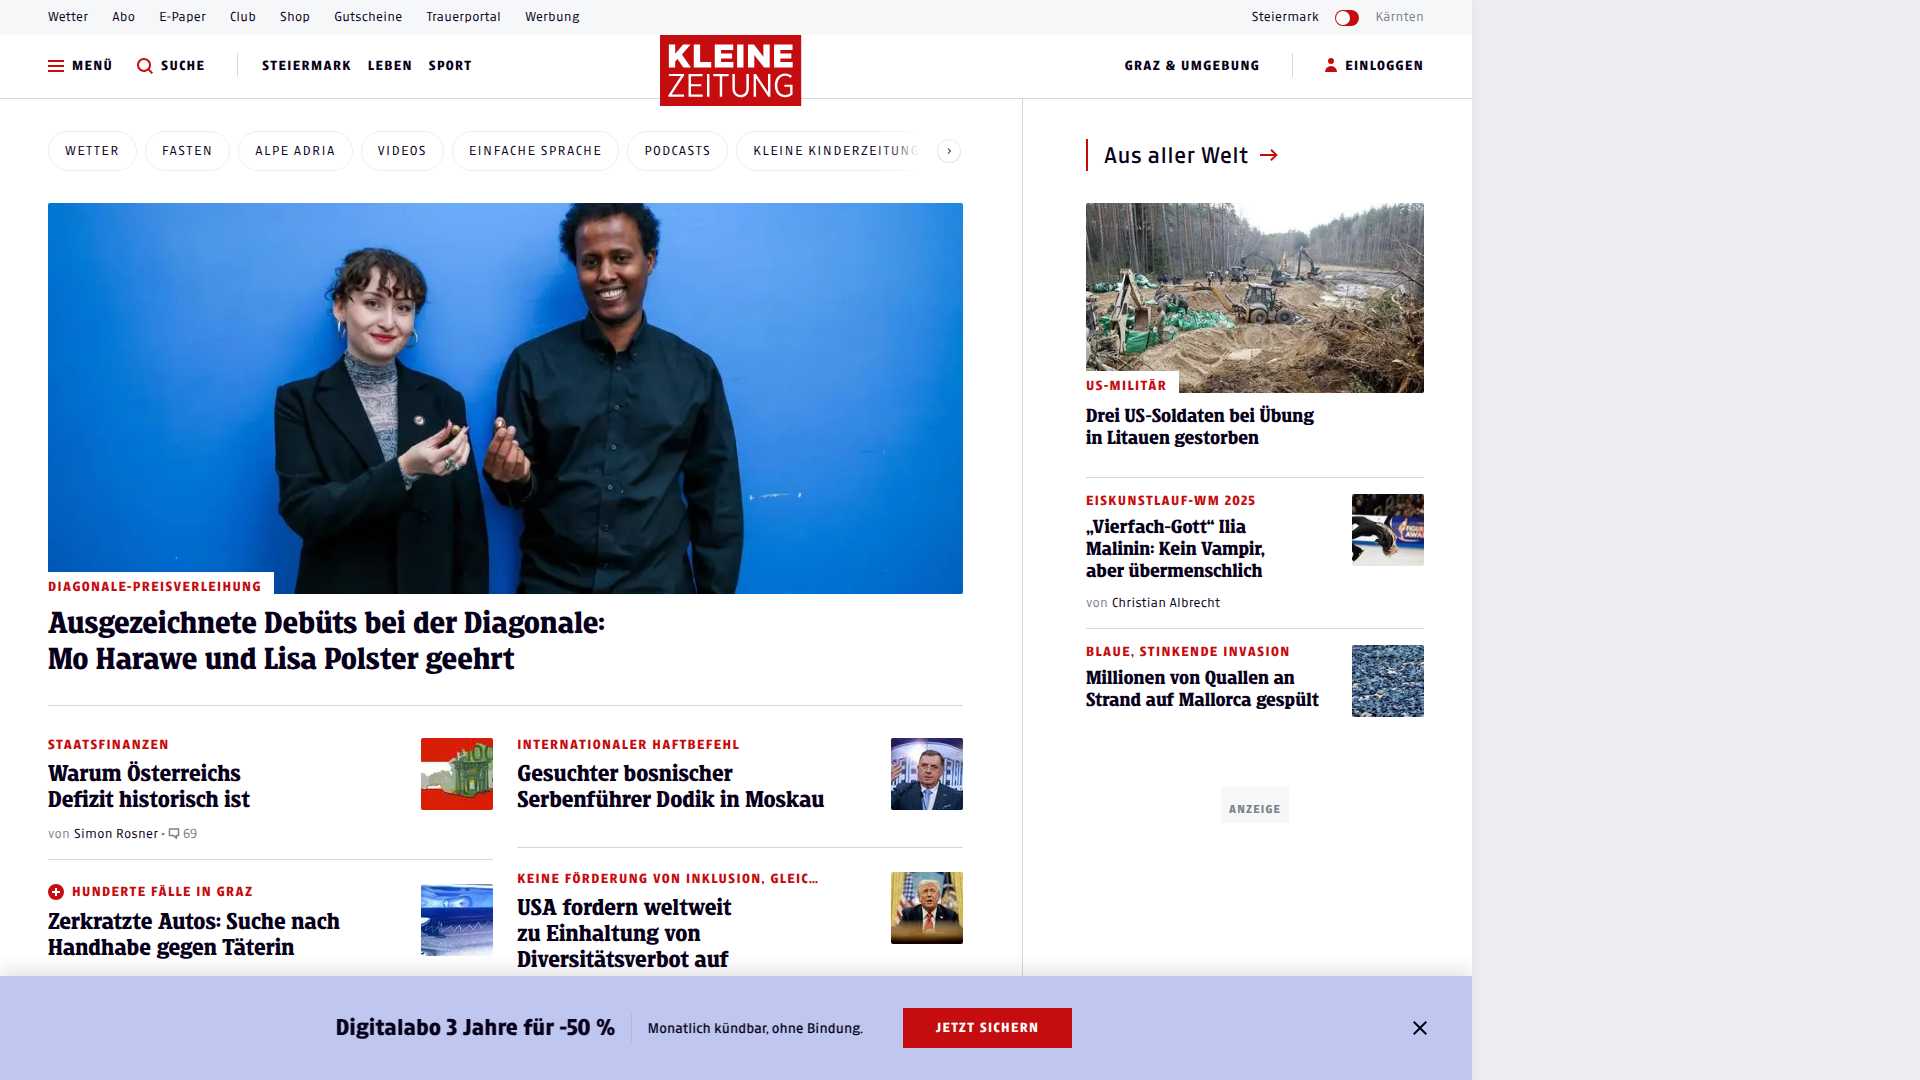 Wetter Abo E-Paper Club Shop Gutscheine Trauerportal Werbung Steiermark Kärnten
MENÜ SUCHE STEIERMARK LEBEN SPORT KLEINE ZEITUNG GRAZ & UMGEBUNG EINLOGGEN
WETTER FASTEN ALPE ADRIA VIDEOS EINFACHE SPRACHE PODCASTS KLEINE KINDERZEITUNG
DIAGONALE-PREISVERLEIHUNG
Ausgezeichnete Debüts bei der Diagonale:
Mo Harawe und Lisa Polster geehrt
STAATSFINANZEN
Warum Österreichs
Defizit historisch ist
von Simon Rosner • 69
HUNDERTE FÄLLE IN GRAZ
Zerkratzte Autos: Suche nach
Handhabe gegen Täterin
INTERNATIONALER HAFTBEFEHL
Gesuchter bosnischer
Serbenführer Dodik in Moskau
KEINE FÖRDERUNG VON INKLUSION, GLEIC…
USA fordern weltweit
zu Einhaltung von
Diversitätsverbot auf
Aus aller Welt
US-MILITÄR
Drei US-Soldaten bei Übung
in Litauen gestorben
EISKUNSTLAUF-WM 2025
„Vierfach-Gott“ Ilia
Malinin: Kein Vampir,
aber übermenschlich
von Christian Albrecht
BLAUE, STINKENDE INVASION
Millionen von Quallen an
Strand auf Mallorca gespült
ANZEIGE
Digitalabo 3 Jahre für -50 % Monatlich kündbar, ohne Bindung. JETZT SICHERN